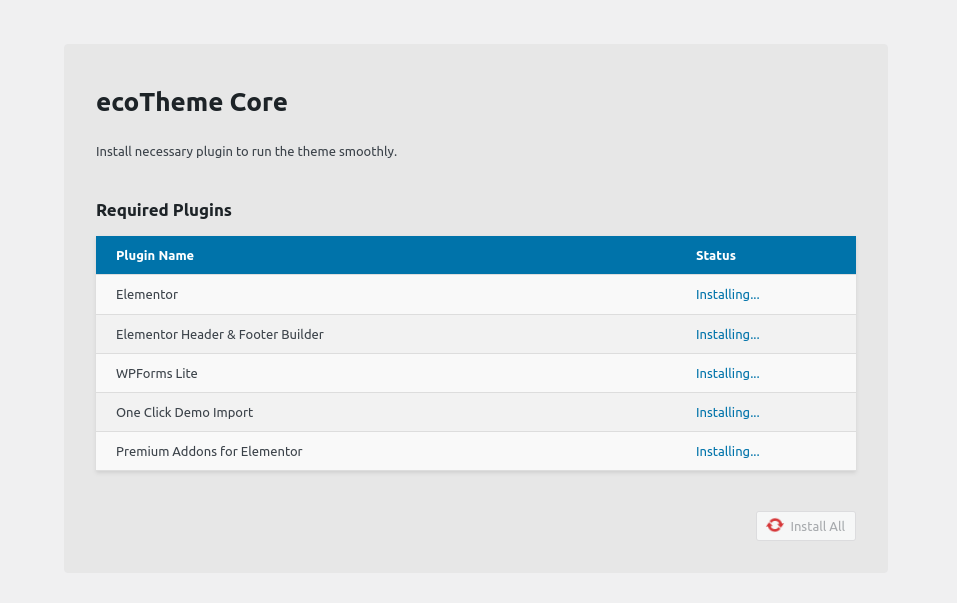 ecoTheme Core
Install necessary plugin to run the theme smoothly.
Required Plugins
Plugin Name Status
Elementor Installing...
Elementor Header & Footer Builder Installing...
WPForms Lite Installing...
One Click Demo Import Installing...
Premium Addons for Elementor Installing...
Install All